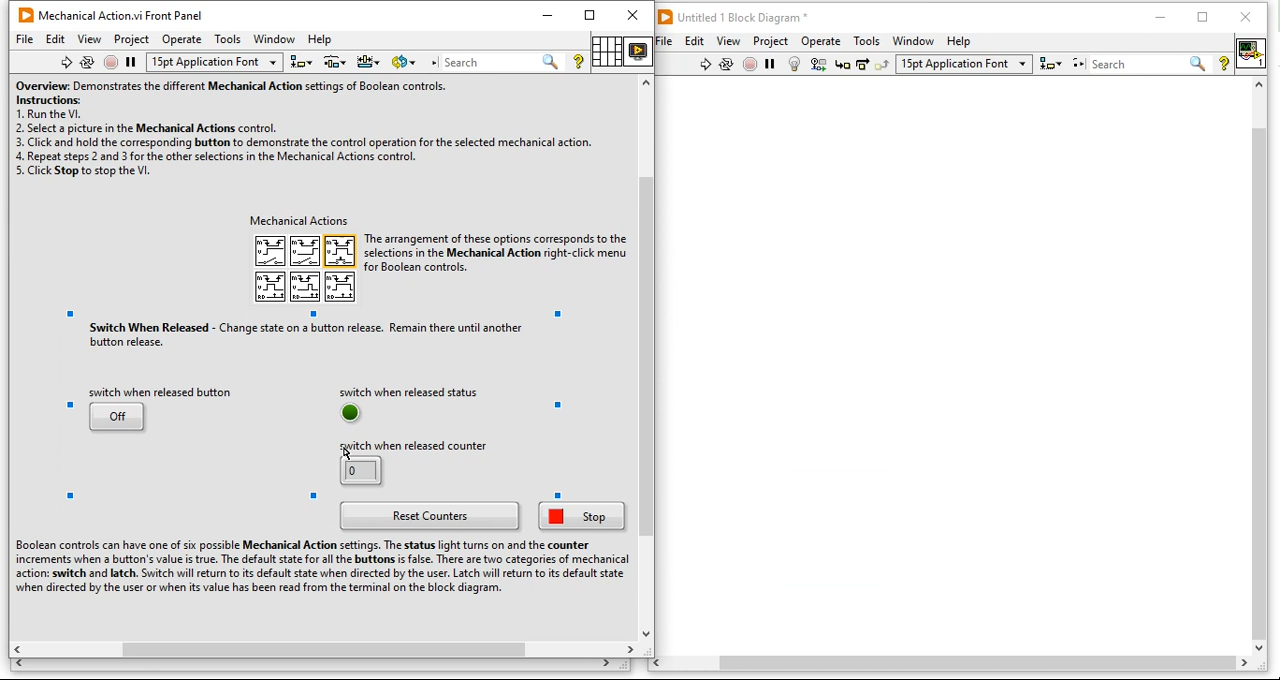 Mechanical Action.vi Front Panel
File Edit View Project Operate Tools Window Help
15pt Application Font
Search
Overview: Demonstrates the different Mechanical Action settings of Boolean controls.
Instructions:
1. Run the VI.
2. Select a picture in the Mechanical Actions control.
3. Click and hold the corresponding button to demonstrate the control operation for the selected mechanical action.
4. Repeat steps 2 and 3 for the other selections in the Mechanical Actions control.
5. Click Stop to stop the VI.
Mechanical Actions
The arrangement of these options corresponds to the
selections in the Mechanical Action right-click menu
for Boolean controls.
Switch When Released - Change state on a button release. Remain there until another
button release.
switch when released button
Off
switch when released status
switch when released counter
0
Reset Counters
Stop
Boolean controls can have one of six possible Mechanical Action settings. The status light turns on and the counter
increments when a button's value is true. The default state for all the buttons is false. There are two categories of mechanical
action: switch and latch. Switch will return to its default state when directed by the user. Latch will return to its default state
when directed by the user or when its value has been read from the terminal on the block diagram.
Untitled 1 Block Diagram *
File Edit View Project Operate Tools Window Help
15pt Application Font
Search
1